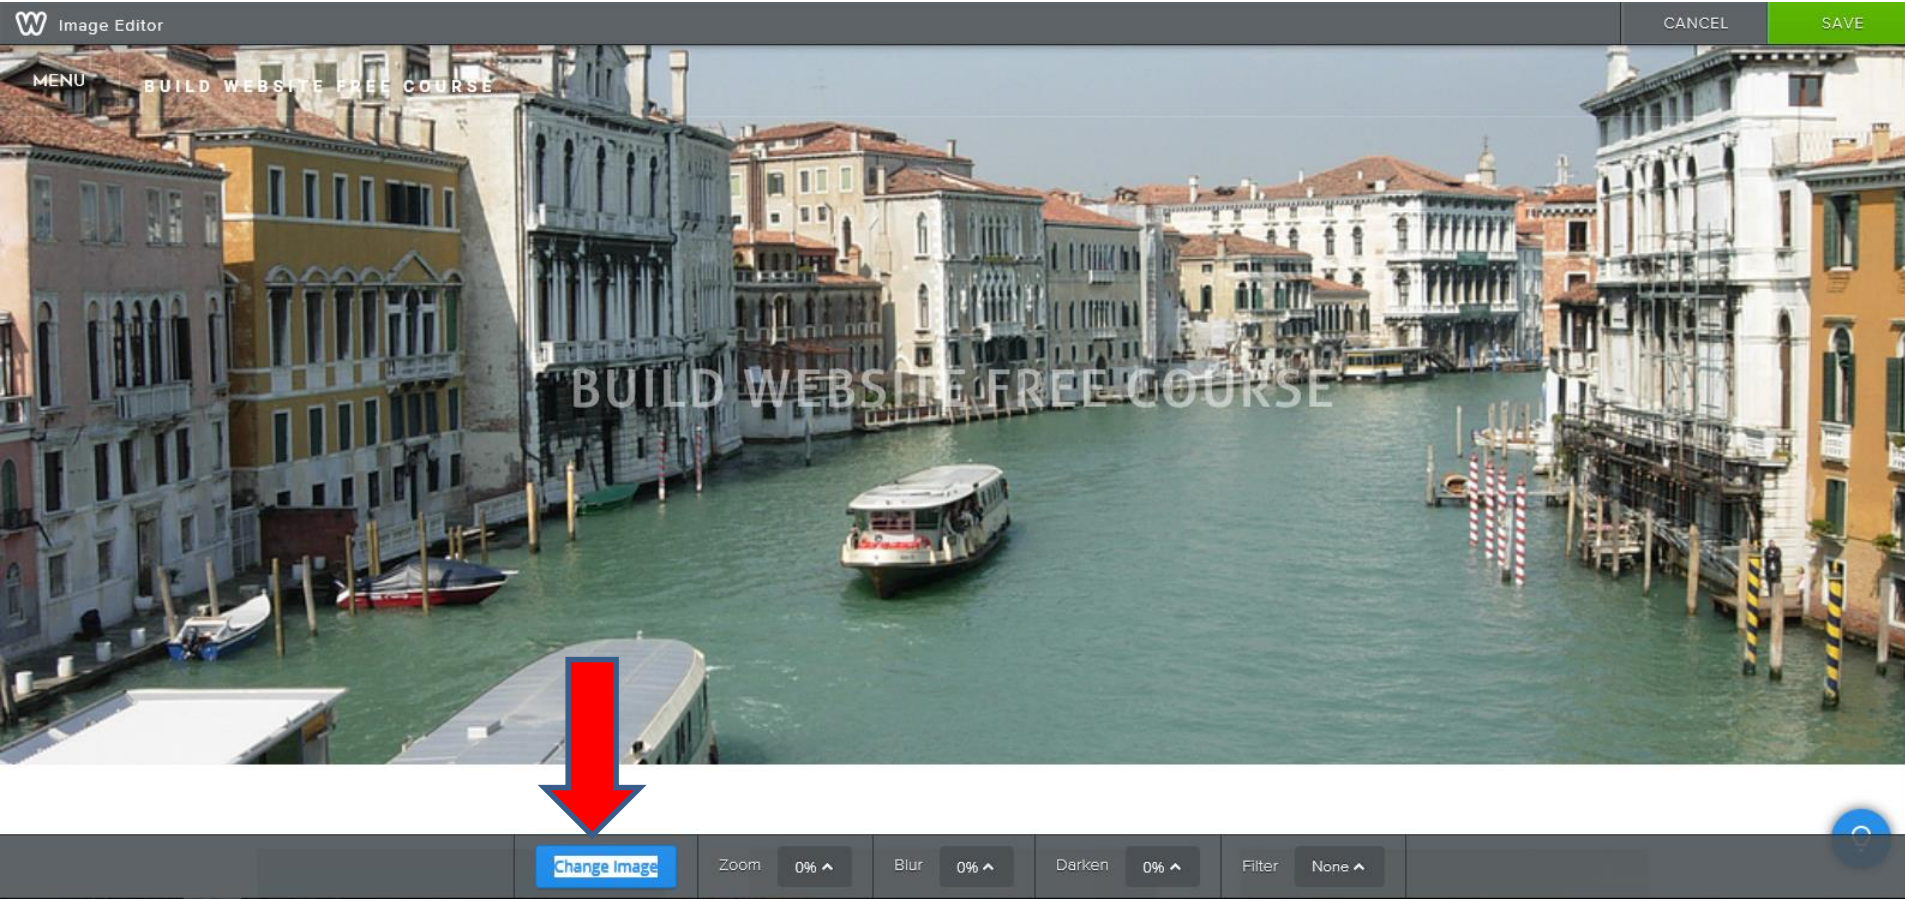 Image Editor
CANCEL
SAVE
MENU
BUILD WEBSITE FREE COURSE
BUILD WEBSITE FREE COURSE
Change Image
Zoom 0%
Blur 0%
Darken 0%
Filter None